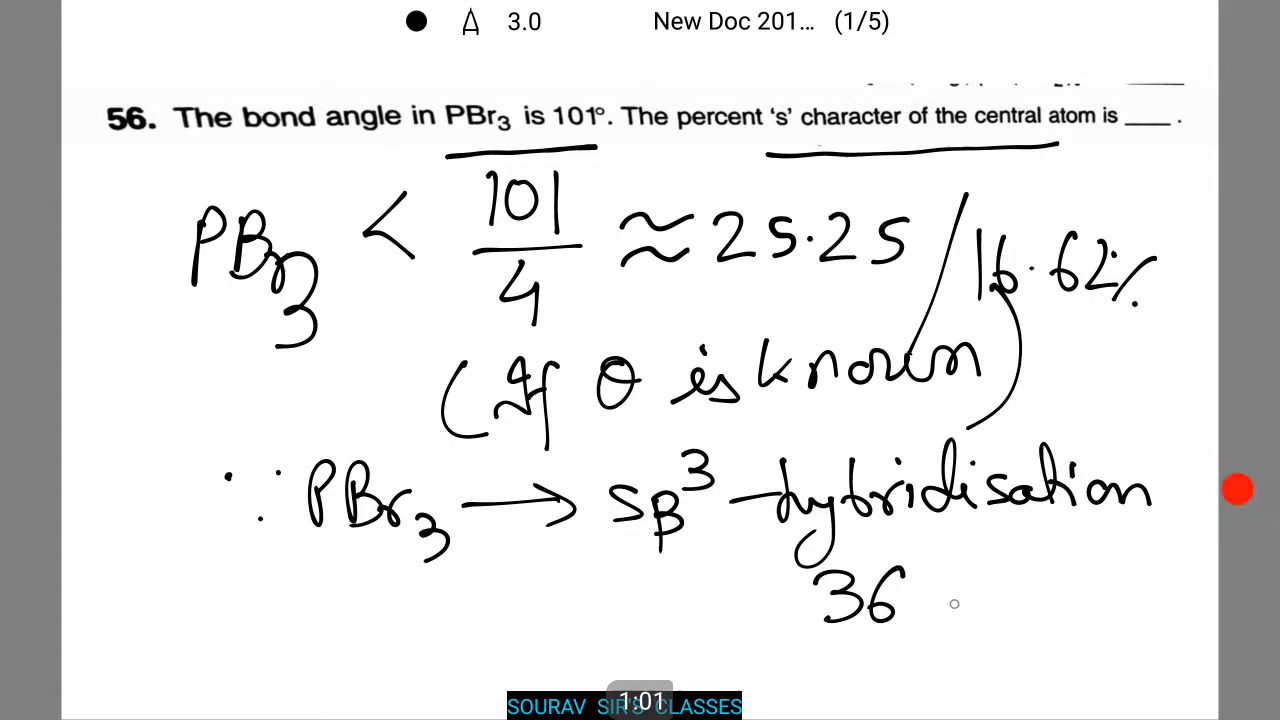 3.0 New Doc 201... (1/5)
56. The bond angle in PBr₃ is 101°. The percent 's' character of the central atom is ____ .
PBr₃ < 101/4 ≈ 25.25 / 16.62%
(If θ is known)
∵ PBr₃ → sp³-hybridisation
36
1:01
SOURAV SIR'S CLASSES